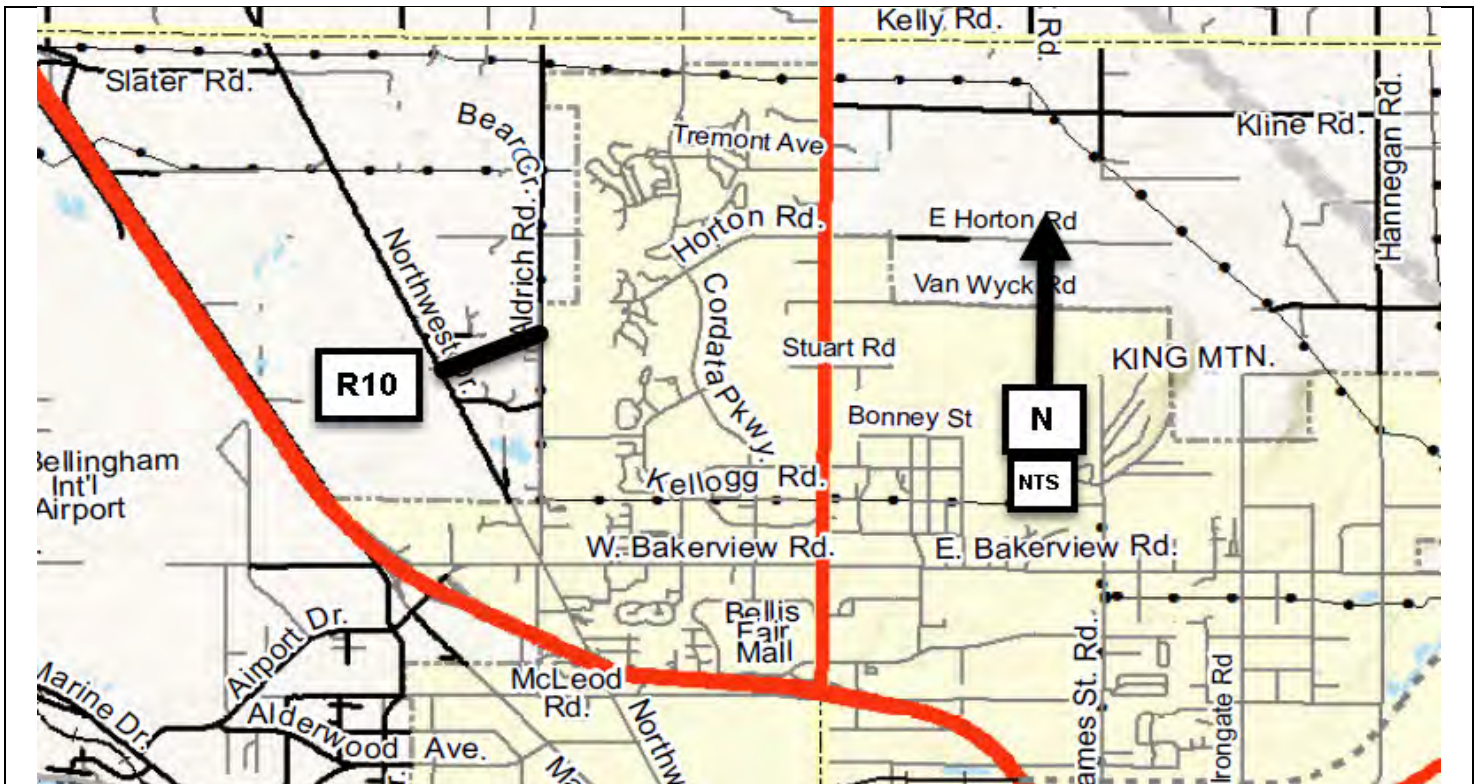 Kelly Rd.
Rd.
Slater Rd.
Bear Cr.
Tremont Ave
Kline Rd.
Hannegan Rd.
Aldrich Rd.
Horton Rd.
E Horton Rd
Northwest Dr.
Van Wyck Rd
Cordata Pkwy.
Stuart Rd
KING MTN.
R10
N
NTS
Bonney St
Bellingham
Int'l
Airport
Kellogg Rd.
W. Bakerview Rd.
E. Bakerview Rd.
Airport Dr.
Bellis
Fair
Mall
McLeod
Rd.
Marine Dr.
Alderwood Ave.
Northw
Ma
ames St. Rd.
Irongate Rd